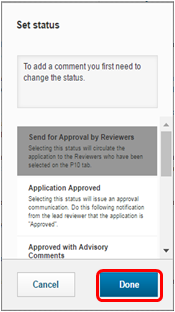 Set status
To add a comment you first need to
change the status.
Send for Approval by Reviewers
Selecting this status will circulate the
application to the Reviewers who have been
selected on the P10 tab.
Application Approved
Selecting this status will issue an approval
communication. Do this following notification
from the lead reviewer that the application is
"Approved".
Approved with Advisory
Comments
Cancel
Done